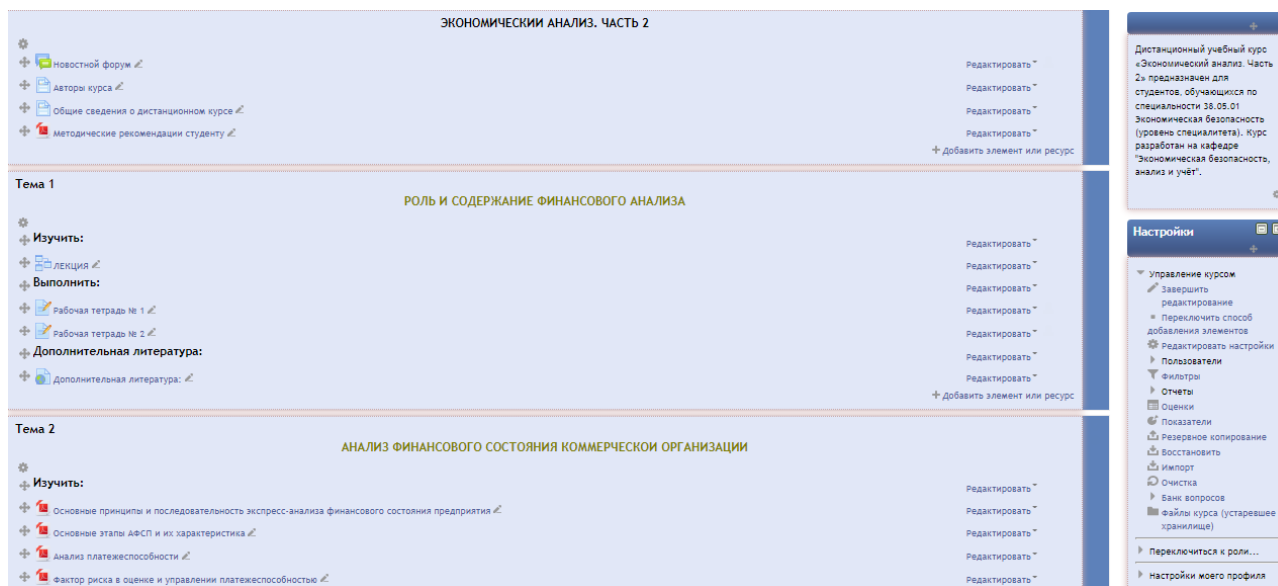 ЭКОНОМИЧЕСКИИ АНАЛИЗ. ЧАСТЬ 2
Новостной форум
Редактировать
Авторы курса
Редактировать
Общие сведения о дистанционном курсе
Редактировать
Методические рекомендации студенту
Редактировать
Добавить элемент или ресурс
Тема 1
РОЛЬ И СОДЕРЖАНИЕ ФИНАНСОВОГО АНАЛИЗА
Изучить:
Редактировать
ЛЕКЦИЯ
Редактировать
Выполнить:
Редактировать
Рабочая тетрадь № 1
Редактировать
Рабочая тетрадь № 2
Редактировать
Дополнительная литература:
Редактировать
Дополнительная литература:
Редактировать
Добавить элемент или ресурс
Тема 2
АНАЛИЗ ФИНАНСОВОГО СОСТОЯНИЯ КОММЕРЧЕСКОИ ОРГАНИЗАЦИИ
Изучить:
Редактировать
Основные принципы и последовательность экспресс-анализа финансового состояния предприятия
Редактировать
Основные этапы АФСП и их характеристика
Редактировать
Анализ платежеспособности
Редактировать
Фактор риска в оценке и управлении платежеспособностью
Редактировать
Дистанционный учебный курс
«Экономический анализ. Часть
2» предназначен для
студентов, обучающихся по
специальности 38.05.01
Экономическая безопасность
(уровень специалитета). Курс
разработан на кафедре
"Экономическая безопасность,
анализ и учёт".
Настройки
Управление курсом
Завершить
редактирование
Переключить способ
добавления элементов
Редактировать настройки
Пользователи
Фильтры
Отчеты
Оценки
Показатели
Резервное копирование
Восстановить
Импорт
Очистка
Банк вопросов
Файлы курса (устаревшее
хранилище)
Переключиться к роли...
Настройки моего профиля